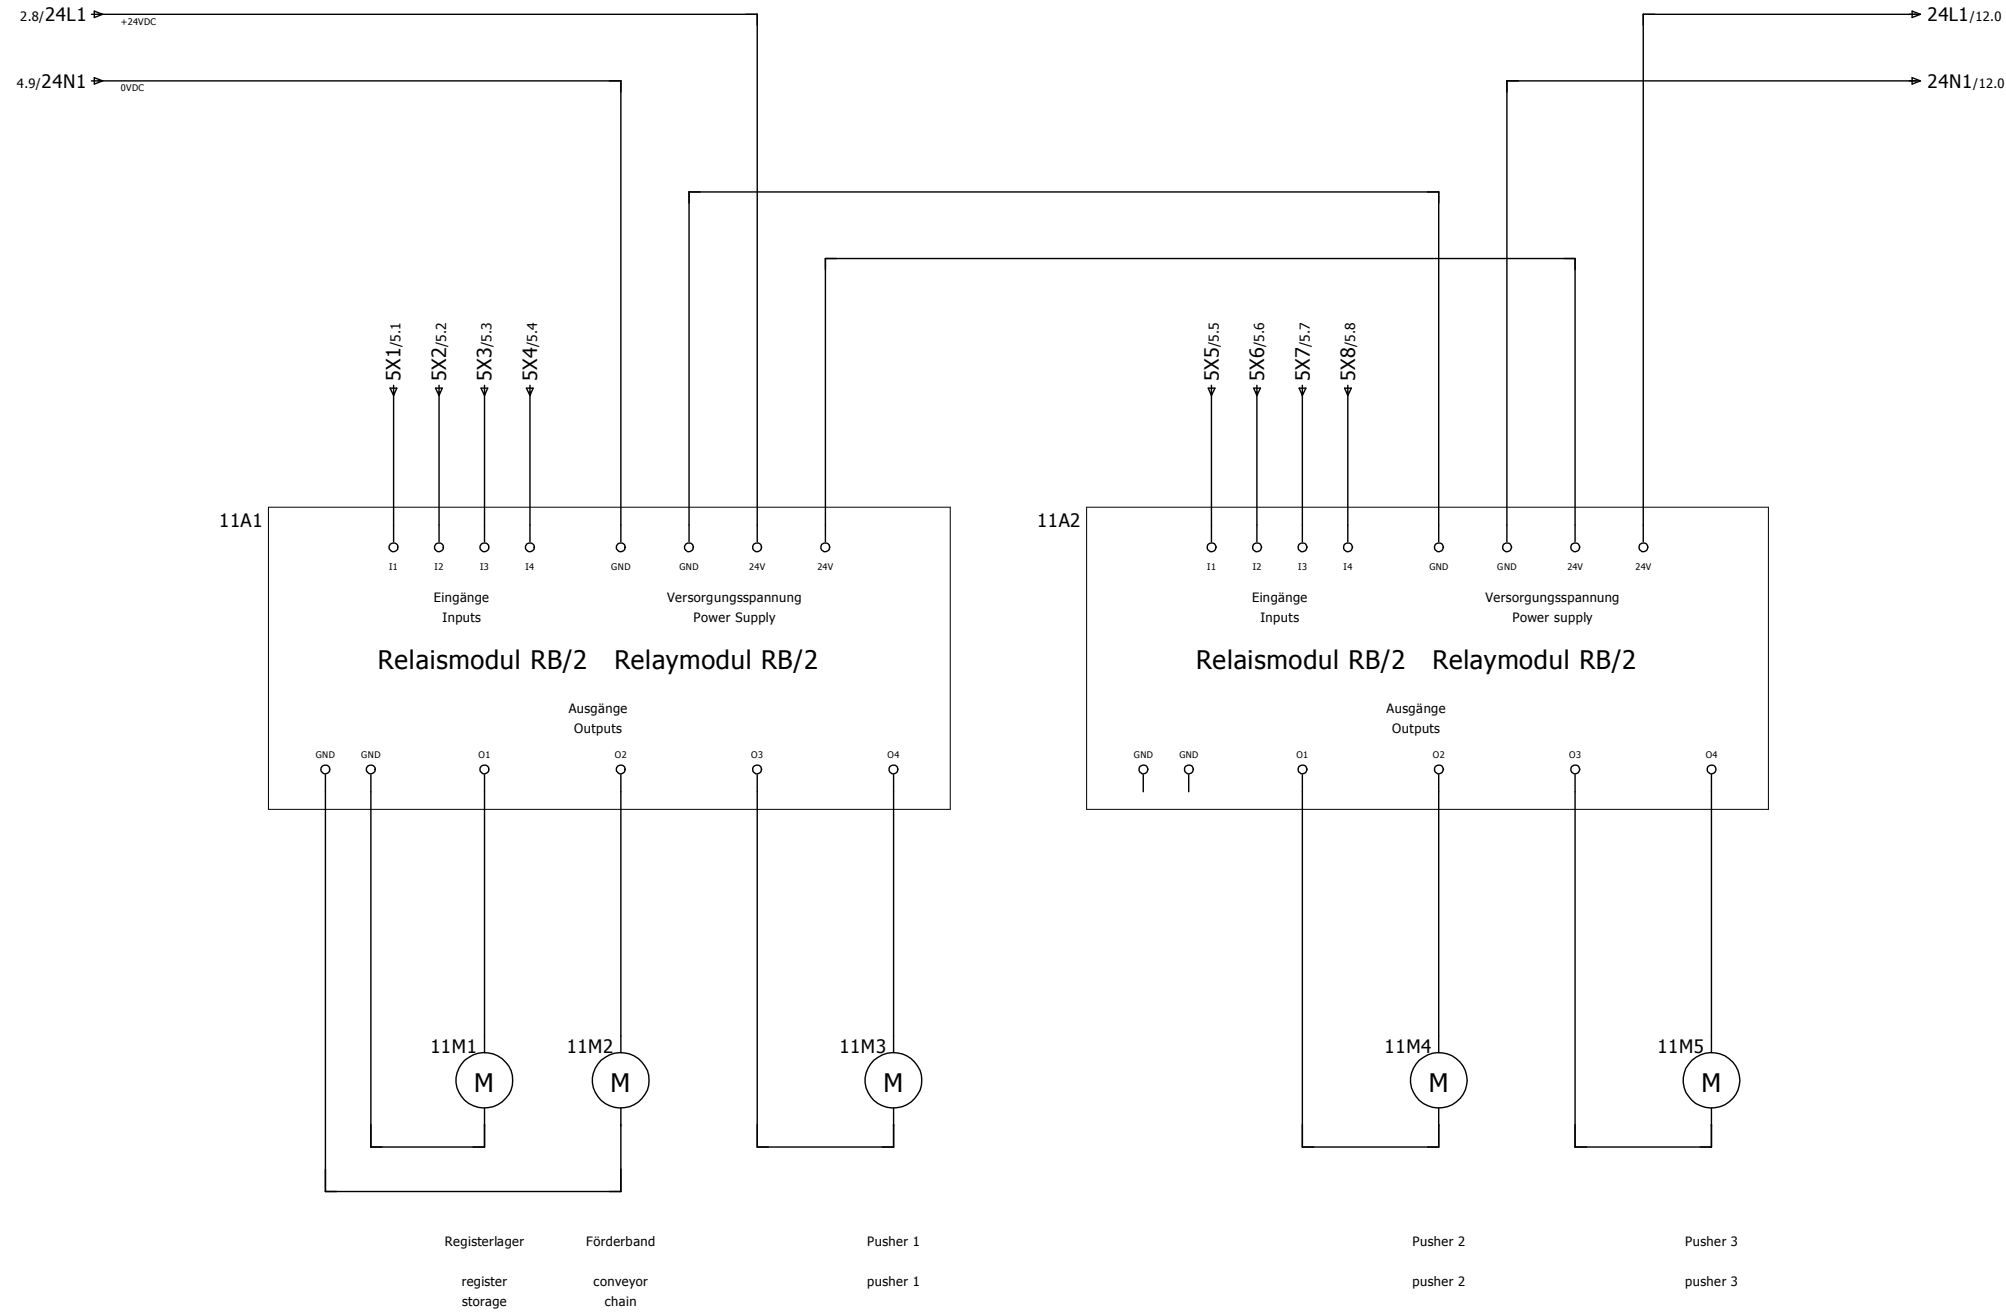 2.8/24L1
+24VDC
24L1/12.0
4.9/24N1
0VDC
24N1/12.0
5X1/5.1
5X2/5.2
5X3/5.3
5X4/5.4
5X5/5.5
5X6/5.6
5X7/5.7
5X8/5.8
11A1
I1 I2 I3 I4 GND GND 24V 24V
Eingänge Versorgungsspannung
Inputs Power Supply
Relaismodul RB/2 Relaymodul RB/2
Ausgänge
Outputs
GND GND O1 O2 O3 O4
11A2
I1 I2 I3 I4 GND GND 24V 24V
Eingänge Versorgungsspannung
Inputs Power supply
Relaismodul RB/2 Relaymodul RB/2
Ausgänge
Outputs
GND GND O1 O2 O3 O4
11M1 11M2 11M3 11M4 11M5
M M M M M
Registerlager Förderband Pusher 1 Pusher 2 Pusher 3
register conveyor pusher 1 pusher 2 pusher 3
storage chain